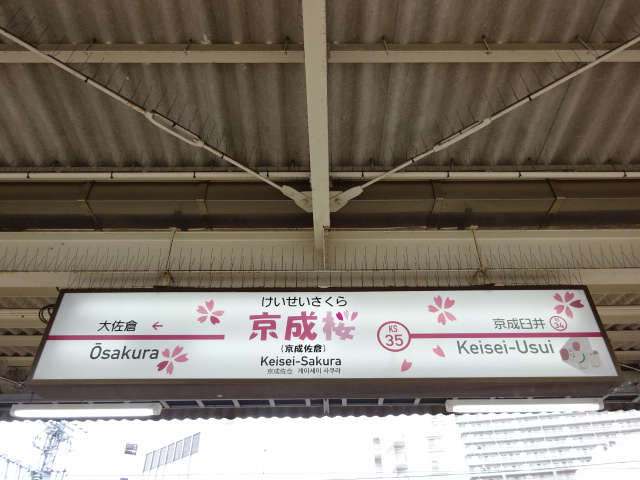 けいせいさくら
大佐倉 ←
Ōsakura
京成桜
(京成佐倉)
Keisei-Sakura
京成佐仓 게이세이 사쿠라
KS
35
京成臼井
KS
34
Keisei-Usui